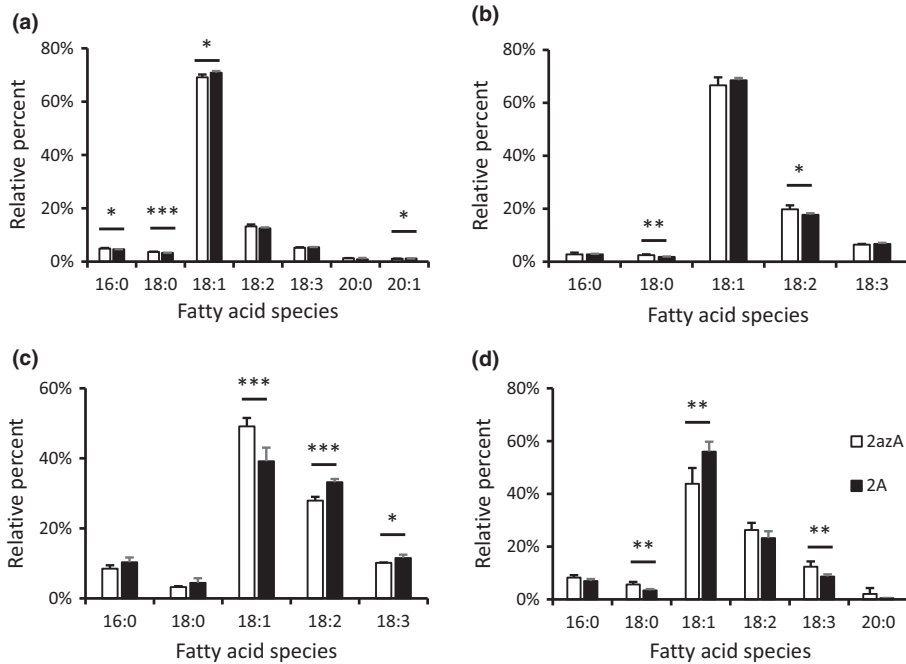 (a)
80%
60%
40%
20%
0%
Relative percent
*
***
*
*
16:0 18:0 18:1 18:2 18:3 20:0 20:1
Fatty acid species
(b)
80%
60%
40%
20%
0%
Relative percent
**
*
16:0 18:0 18:1 18:2 18:3
Fatty acid species
(c)
60%
40%
20%
0%
Relative percent
***
***
*
16:0 18:0 18:1 18:2 18:3
Fatty acid species
(d)
80%
60%
40%
20%
0%
Relative percent
**
**
**
16:0 18:0 18:1 18:2 18:3 20:0
Fatty acid species
2azA
2A